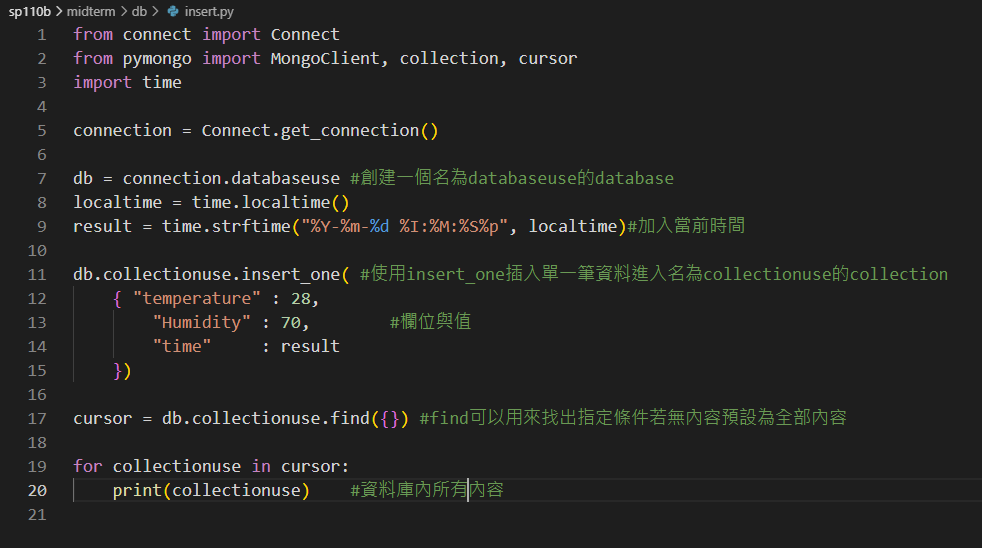 sp110b > midterm > db > insert.py
1 from connect import Connect
2 from pymongo import MongoClient, collection, cursor
3 import time
4
5 connection = Connect.get_connection()
6
7 db = connection.databaseuse #創建一個名為databaseuse的database
8 localtime = time.localtime()
9 result = time.strftime("%Y-%m-%d %I:%M:%S%p", localtime)#加入當前時間
10
11 db.collectionuse.insert_one( #使用insert_one插入單一筆資料進入名為collectionuse的collection
12     { "temperature" : 28,
13         "Humidity" : 70,        #欄位與值
14         "time"     : result
15     })
16
17 cursor = db.collectionuse.find({}) #find可以用來找出指定條件若無內容預設為全部內容
18
19 for collectionuse in cursor:
20     print(collectionuse)    #資料庫內所有內容
21